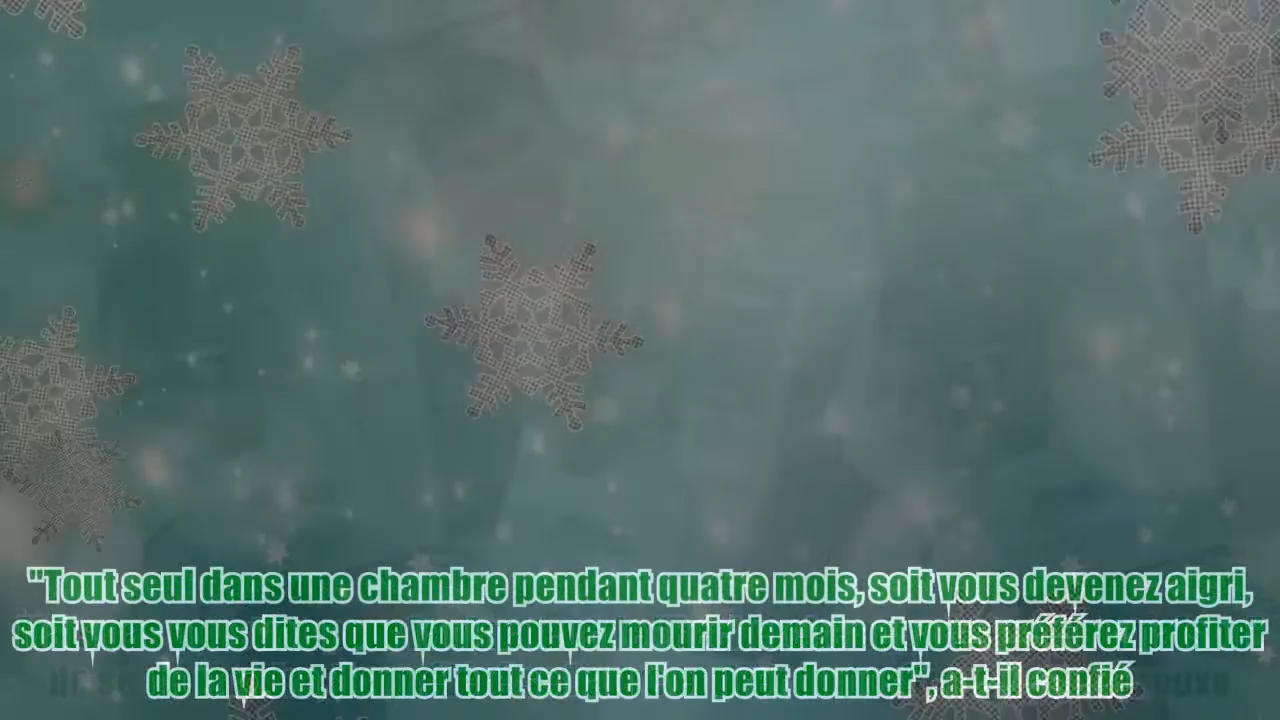 "Tout seul dans une chambre pendant quatre mois, soit vous devenez aigri,
soit vous vous dites que vous pouvez mourir demain et vous préférez profiter
de la vie et donner tout ce que l'on peut donner", a-t-il confié